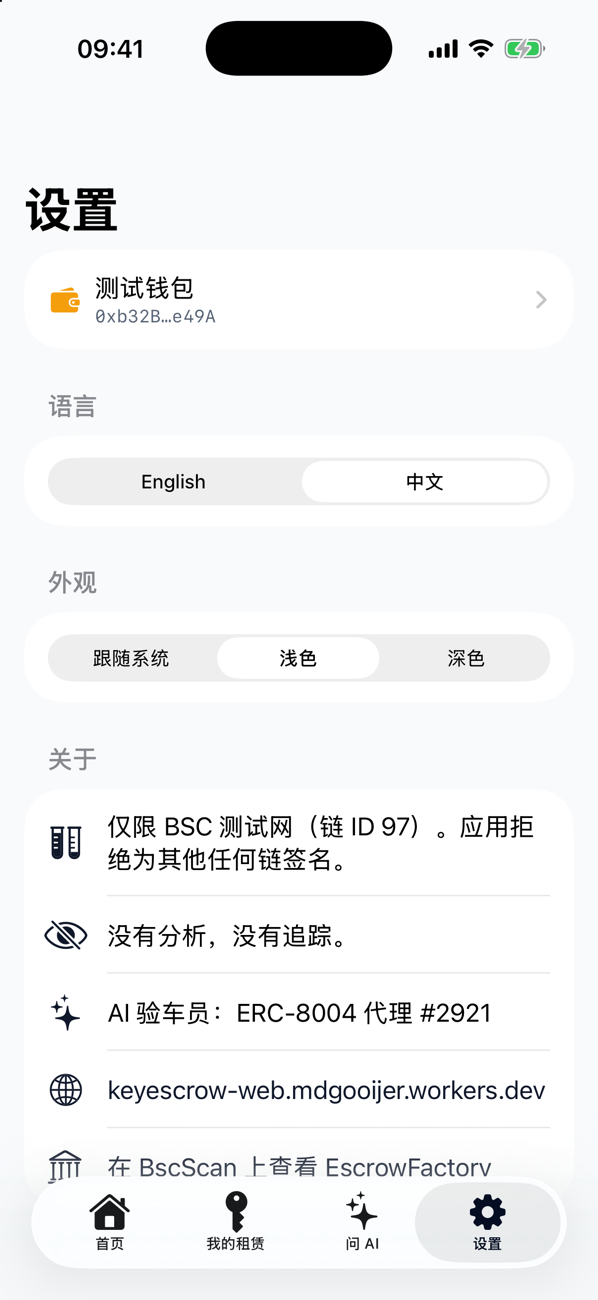 09:41
设置
测试钱包
0xb32B…e49A
语言
English
中文
外观
跟随系统
浅色
深色
关于
仅限 BSC 测试网（链 ID 97）。应用拒
绝为其他任何链签名。
没有分析，没有追踪。
AI 验车员：ERC-8004 代理 #2921
keyescrow-web.mdgooijer.workers.dev
在 BscScan 上查看 EscrowFactory
首页
我的租赁
问 AI
设置